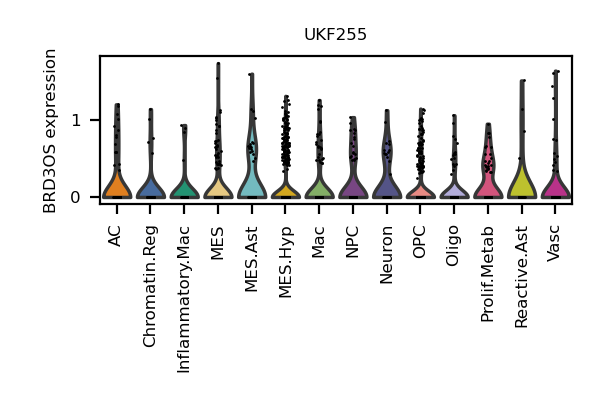 UKF255
BRD3OS expression
1
0
AC
Chromatin.Reg
Inflammatory.Mac
MES
MES.Ast
MES.Hyp
Mac
NPC
Neuron
OPC
Oligo
Prolif.Metab
Reactive.Ast
Vasc